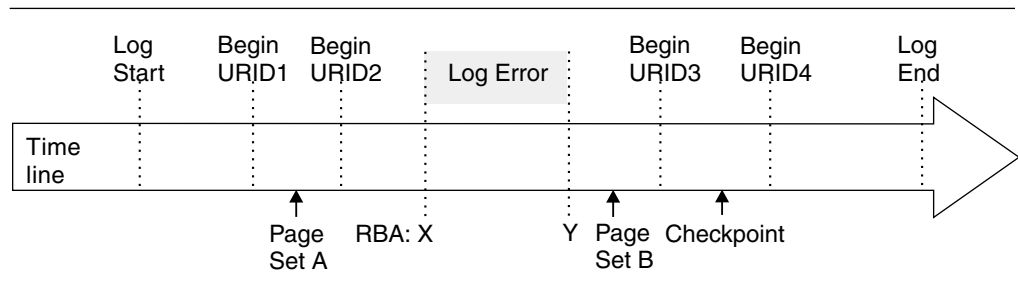 Log Start
Begin URID1
Begin URID2
Log Error
Begin URID3
Begin URID4
Log End
Time line
Page Set A
RBA: X
Y
Page Set B
Checkpoint